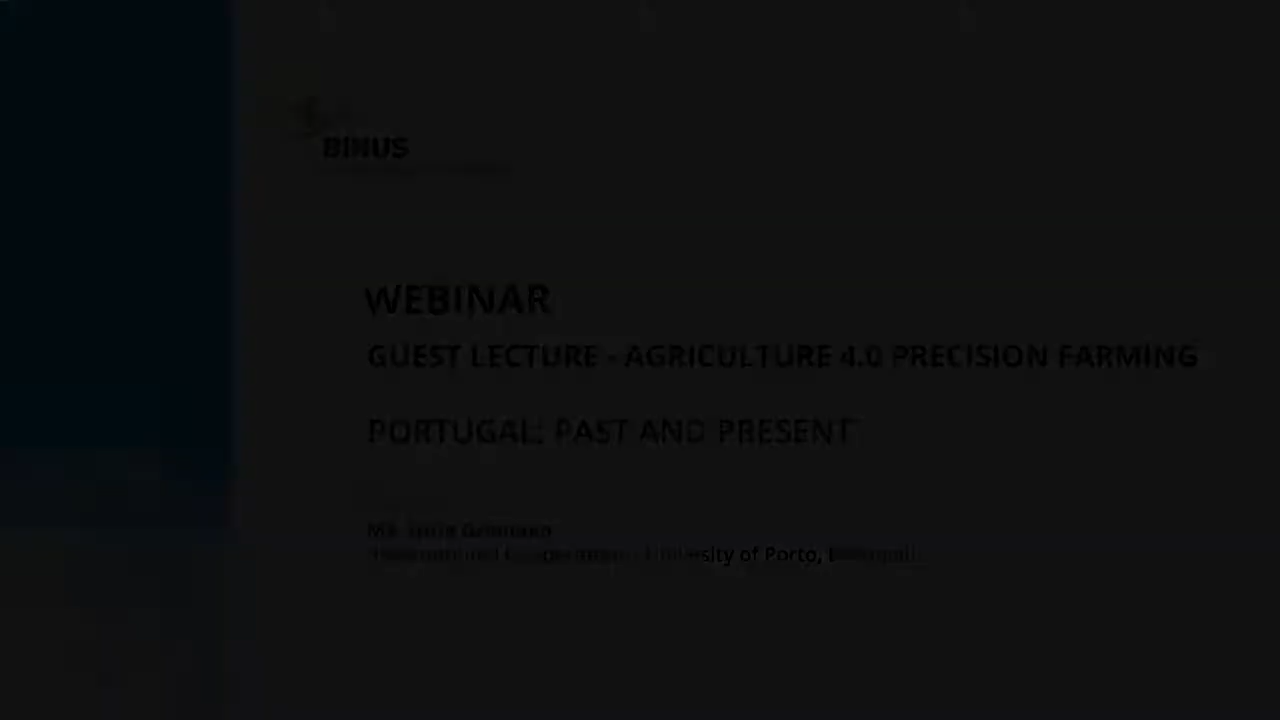 BINUS
WEBINAR
GUEST LECTURE - AGRICULTURE 4.0 PRECISION FARMING
PORTUGAL: PAST AND PRESENT
University of Porto,